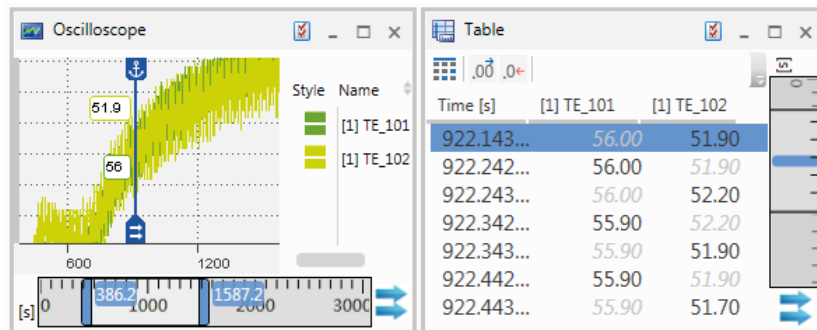 Oscilloscope
51.9
56
600 1200
Style Name
[1] TE_101
[1] TE_102
[s] 0 386.2 1000 1587.2 2000 3000
Table
.00 .0
Time [s] [1] TE_101 [1] TE_102
922.143... 56.00 51.90
922.242... 56.00 51.90
922.243... 56.00 52.20
922.342... 55.90 52.20
922.343... 55.90 51.90
922.442... 55.90 51.90
922.443... 55.90 51.70
[s]
0